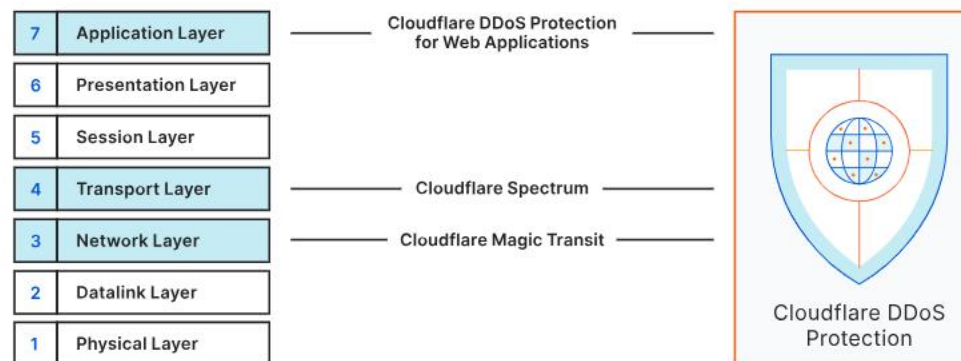 7 Application Layer
Cloudflare DDoS Protection
for Web Applications
6 Presentation Layer
5 Session Layer
4 Transport Layer
Cloudflare Spectrum
3 Network Layer
Cloudflare Magic Transit
2 Datalink Layer
1 Physical Layer
Cloudflare DDoS
Protection